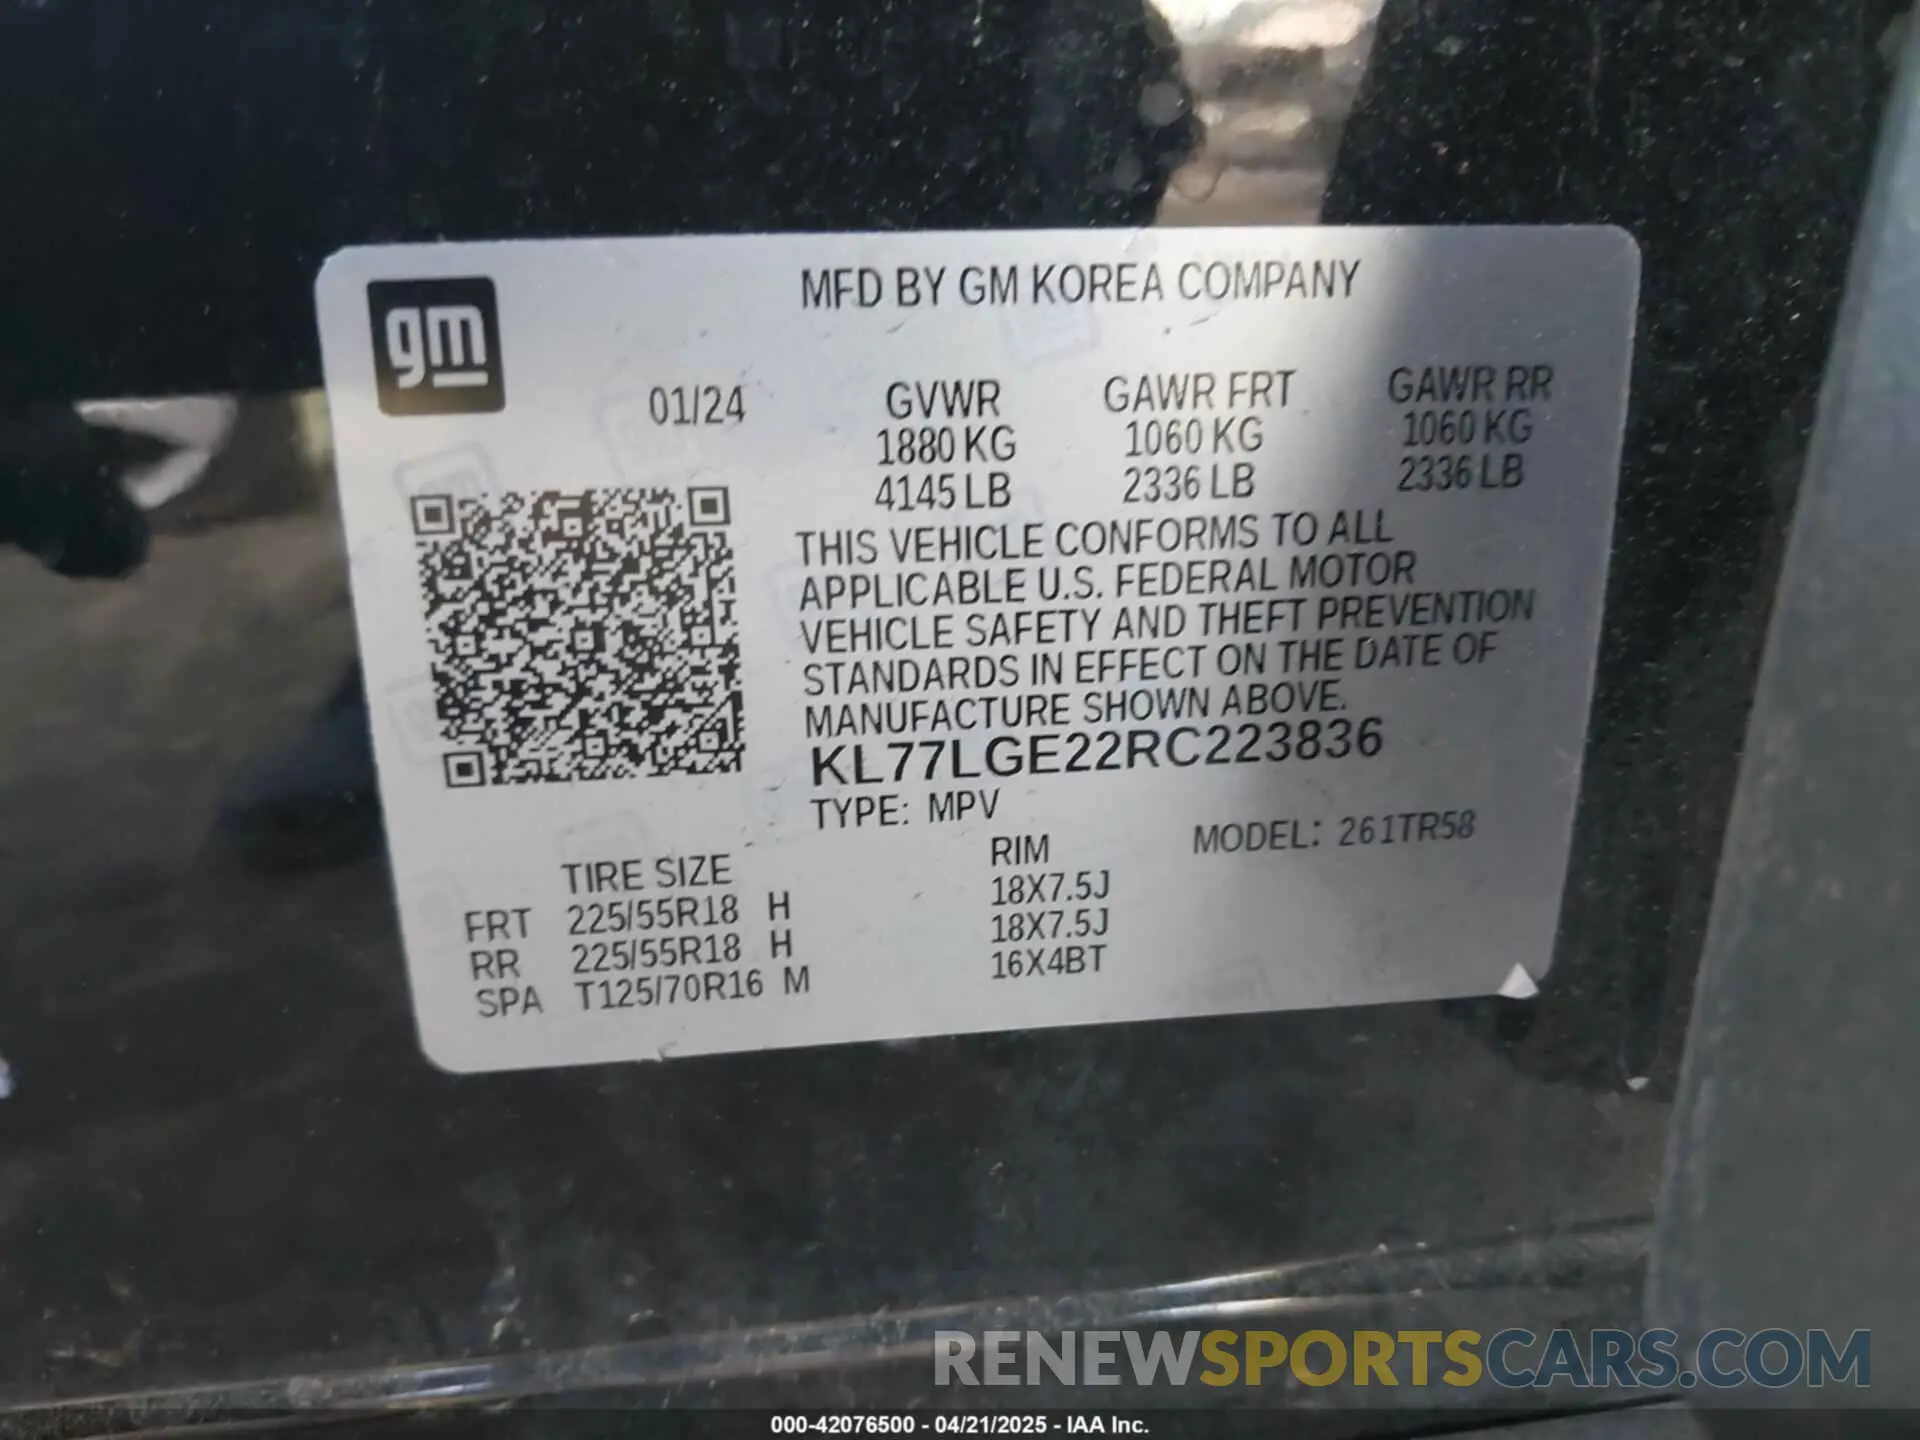 gm
MFD BY GM KOREA COMPANY
01/24 GVWR GAWR FRT GAWR RR
1880 KG 1060 KG 1060 KG
4145 LB 2336 LB 2336 LB
THIS VEHICLE CONFORMS TO ALL
APPLICABLE U.S. FEDERAL MOTOR
VEHICLE SAFETY AND THEFT PREVENTION
STANDARDS IN EFFECT ON THE DATE OF
MANUFACTURE SHOWN ABOVE.
KL77LGE22RC223836
TYPE: MPV MODEL: 261TR58
TIRE SIZE RIM
FRT 225/55R18 H 18X7.5J
RR 225/55R18 H 18X7.5J
SPA T125/70R16 M 16X4BT
RENEWSPORTSCARS.COM
000-42076500 - 04/21/2025 - IAA Inc.